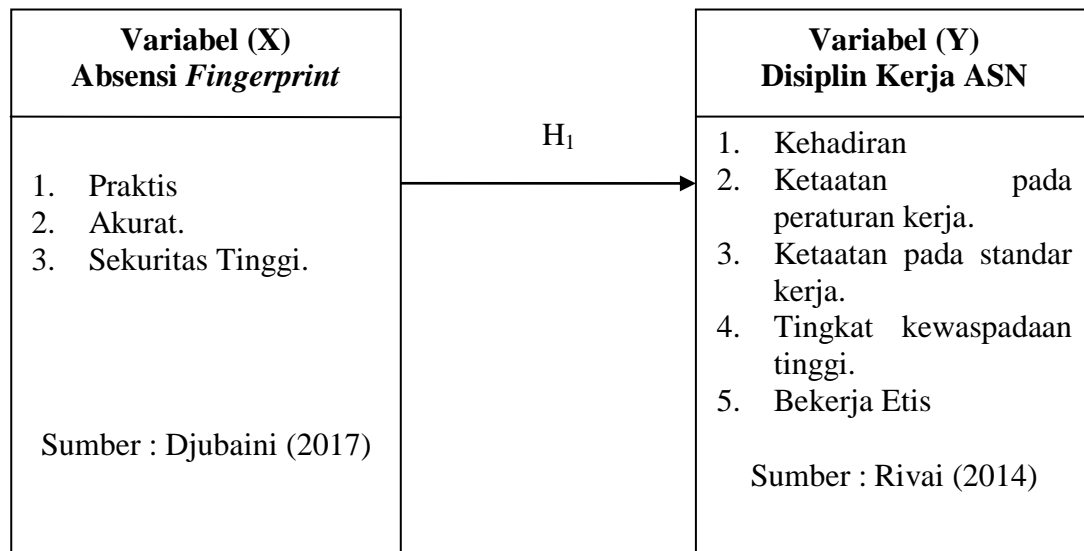 Variabel (X)
Absensi Fingerprint
1. Praktis
2. Akurat.
3. Sekuritas Tinggi.
Sumber : Djubaini (2017)
H₁
Variabel (Y)
Disiplin Kerja ASN
1. Kehadiran
2. Ketaatan pada
peraturan kerja.
3. Ketaatan pada standar
kerja.
4. Tingkat kewaspadaan
tinggi.
5. Bekerja Etis
Sumber : Rivai (2014)